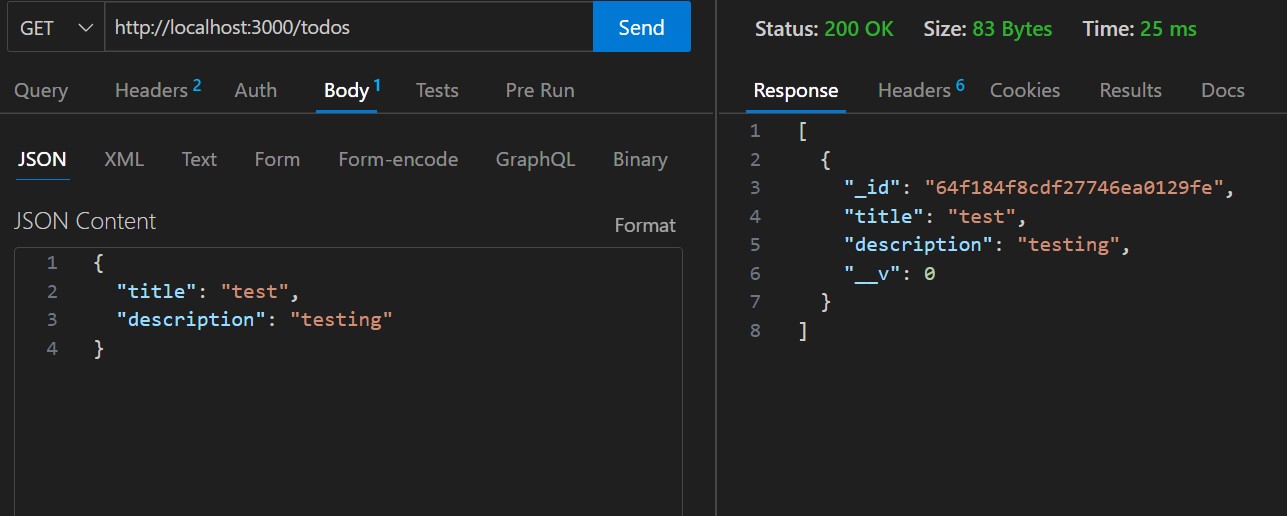 GET http://localhost:3000/todos Send
Query Headers 2 Auth Body 1 Tests Pre Run
JSON XML Text Form Form-encode GraphQL Binary
JSON Content Format
1 {
2 "title": "test",
3 "description": "testing"
4 }
Status: 200 OK Size: 83 Bytes Time: 25 ms
Response Headers 6 Cookies Results Docs
1 [
2 {
3 "_id": "64f184f8cdf27746ea0129fe",
4 "title": "test",
5 "description": "testing",
6 "__v": 0
7 }
8 ]